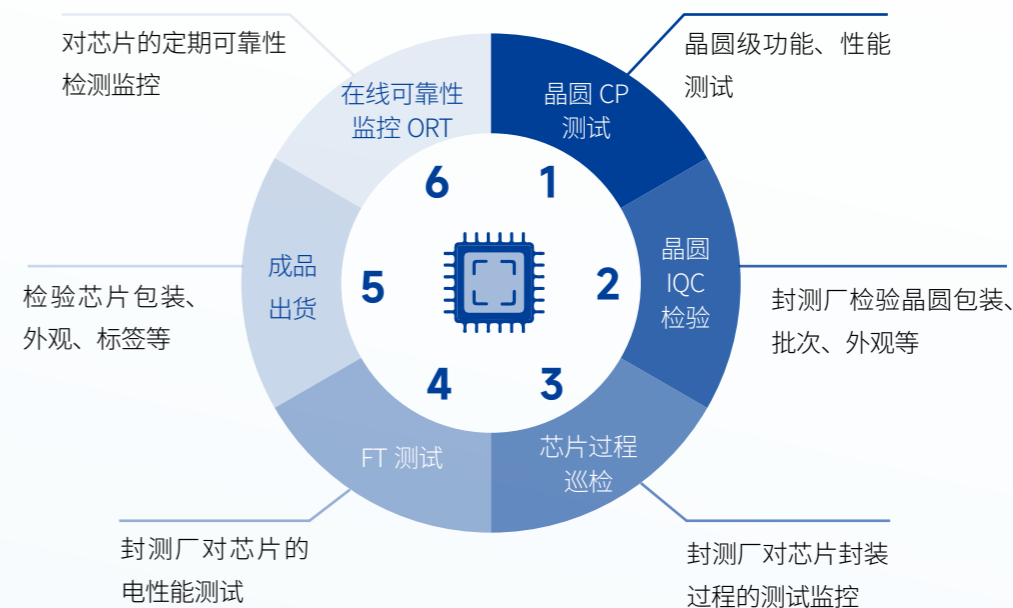 对芯片的定期可靠性
检测监控
在线可靠性
监控 ORT
6
晶圆 CP
测试
1
晶圆级功能、性能
测试
晶圆
IQC
检验
2
封测厂检验晶圆包装、
批次、外观等
芯片过程
巡检
3
封测厂对芯片封装
过程的测试监控
FT 测试
4
封测厂对芯片的
电性能测试
成品
出货
5
检验芯片包装、
外观、标签等